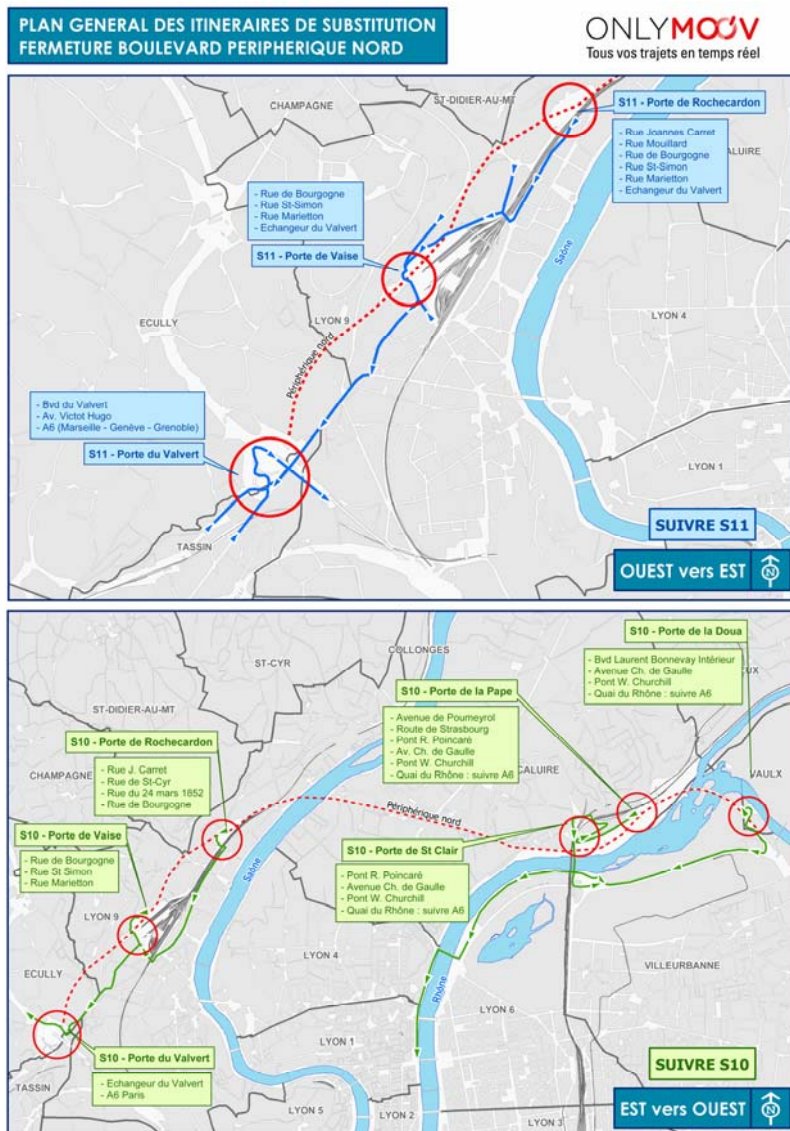 PLAN GENERAL DES ITINERAIRES DE SUBSTITUTION
FERMETURE BOULEVARD PERIPHERIQUE NORD
ONLYMOOV
Tous vos trajets en temps réel
CHAMPAGNE
ST-DIDIER-AU-MT
S11 - Porte de Rochecardon
- Rue Joannes Carret
- Rue Mouillard
- Rue de Bourgogne
- Rue St-Simon
- Rue Marietton
- Echangeur du Valvert
ALUIRE
- Rue de Bourgogne
- Rue St-Simon
- Rue Marietton
- Echangeur du Valvert
S11 - Porte de Vaise
Saône
ECULLY
LYON 9
LYON 4
Périphérique nord
- Bvd du Valvert
- Av. Victot Hugo
- A6 (Marseille - Genève - Grenoble)
S11 - Porte du Valvert
LYON 1
TASSIN
SUIVRE S11
OUEST vers EST
N
S10 - Porte de la Doua
- Bvd Laurent Bonnevay Intérieur
- Avenue Ch. de Gaulle
- Pont W. Churchill
- Quai du Rhône : suivre A6
EUX
COLLONGES
ST-CYR
S10 - Porte de la Pape
- Avenue de Poumeyrol
- Route de Strasbourg
- Pont R. Poincaré
- Av. Ch. de Gaulle
- Pont W. Churchill
- Quai du Rhône : suivre A6
ST-DIDIER-AU-MT
S10 - Porte de Rochecardon
- Rue J. Carret
- Rue de St-Cyr
- Rue du 24 mars 1852
- Rue de Bourgogne
CHAMPAGNE
CALUIRE
VAULX
Périphérique nord
S10 - Porte de Vaise
- Rue de Bourgogne
- Rue St Simon
- Rue Marietton
S10 - Porte de St Clair
- Pont R. Poincaré
- Avenue Ch. de Gaulle
- Pont W. Churchill
- Quai du Rhône : suivre A6
Saône
LYON 9
LYON 4
VILLEURBANNE
ECULLY
Rhône
LYON 6
LYON 1
S10 - Porte du Valvert
- Echangeur du Valvert
- A6 Paris
TASSIN
SUIVRE S10
LYON 5
LYON 2
LYON 3
EST vers OUEST
N